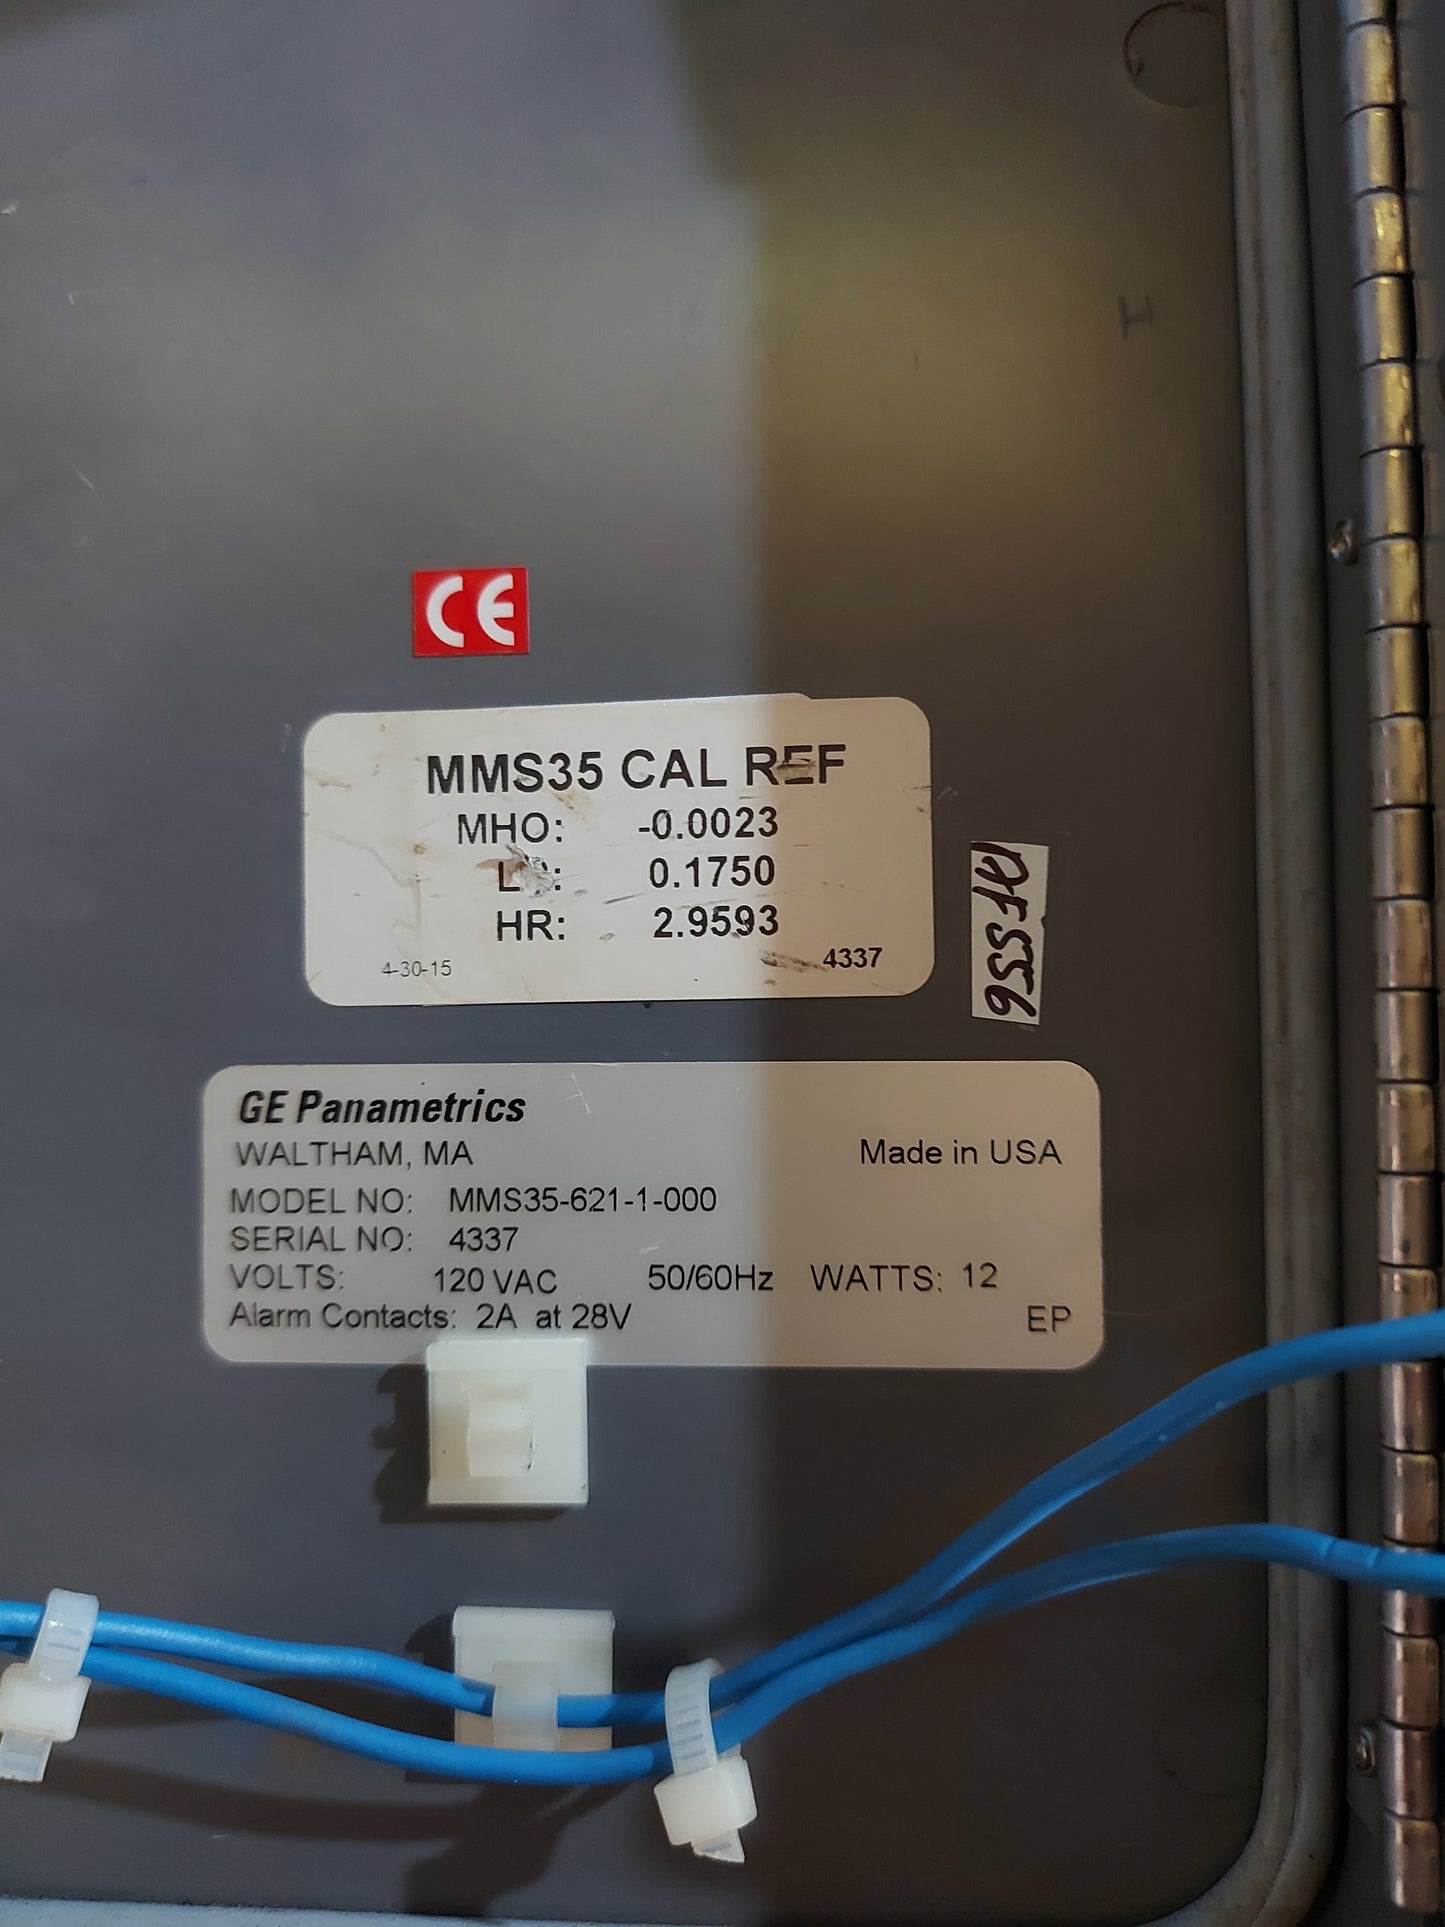 CE
MMS35 CAL REF
MHO: -0.0023
0.1750
HR: 2.9593
4-30-15 4337
GE Panametrics
WALTHAM, MA Made in USA
MODEL NO: MMS35-621-1-000
SERIAL NO: 4337
VOLTS: 120 VAC 50/60Hz WATTS: 12
Alarm Contacts: 2A at 28V
EP